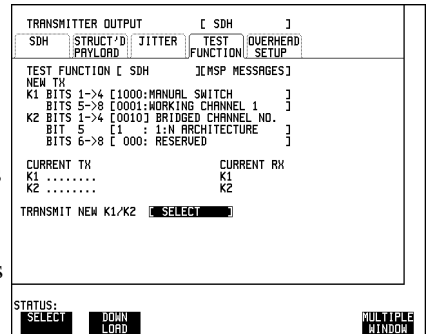 TRANSMITTER OUTPUT [ SDH ]
SDH STRUCT'D PAYLOAD JITTER TEST FUNCTION OVERHEAD SETUP
TEST FUNCTION [ SDH ][MSP MESSAGES]
NEW TX
K1 BITS 1->4 [1000:MANUAL SWITCH ]
BITS 5->8 [0001:WORKING CHANNEL 1 ]
K2 BITS 1->4 [0010] BRIDGED CHANNEL NO.
BIT 5 [1 : 1:N ARCHITECTURE ]
BITS 6->8 [ 000: RESERVED ]
CURRENT TX CURRENT RX
K1 ........ K1
K2 ........ K2
TRANSMIT NEW K1/K2 [ SELECT ]
S
STATUS:
SELECT DOWN LOAD MULTIPLE WINDOW